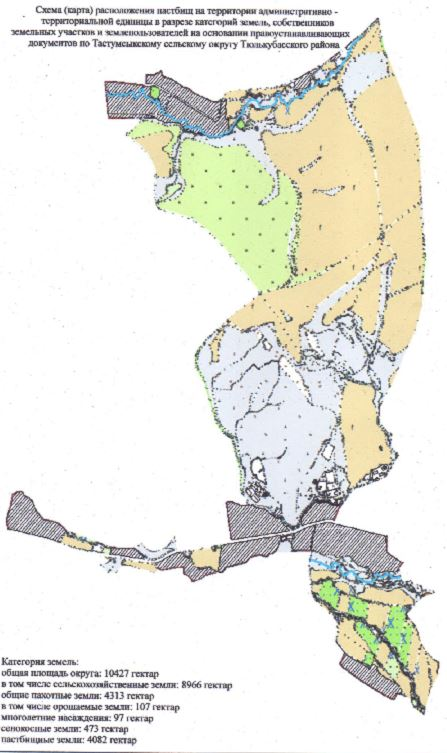 Схема (карта) расположения пастбищ на территории административно -
территориальной единицы в разрезе категорий земель, собственников
земельных участков и землепользователей на основании правоустанавливающих
документов по Тастумсыкскому сельскому округу Тюлькубасского района
Категория земель:
общая площадь округа: 10427 гектар
в том числе сельскохозяйственные земли: 8966 гектар
общие пахотные земли: 4313 гектар
в том числе орошаемые земли: 107 гектар
многолетние насаждения: 97 гектар
сенокосные земли: 473 гектар
пастбищные земли: 4082 гектар